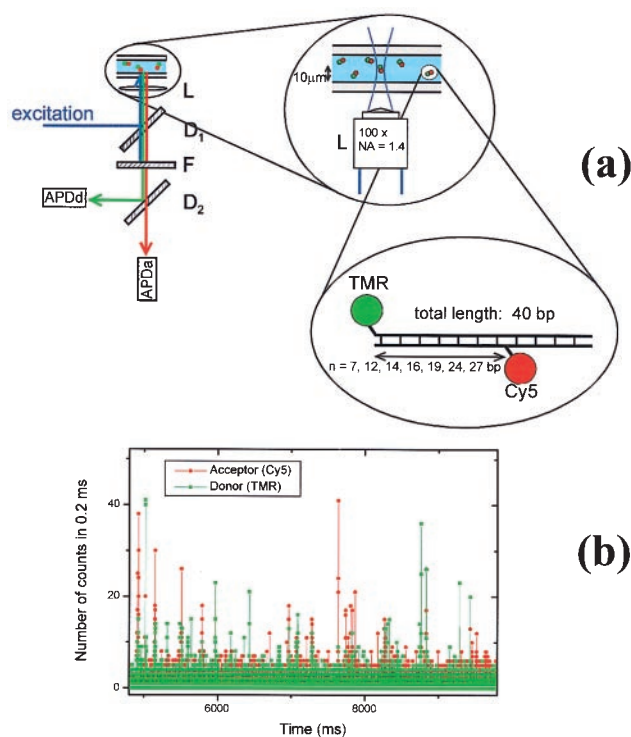 L
excitation
D1
F
APDd
D2
APDa
10μm
L
100 x
NA = 1.4
(a)
TMR
total length: 40 bp
n = 7, 12, 14, 16, 19, 24, 27 bp
Cy5
(b)
Acceptor (Cy5)
Donor (TMR)
Number of counts in 0.2 ms
40
20
0
6000
8000
Time (ms)